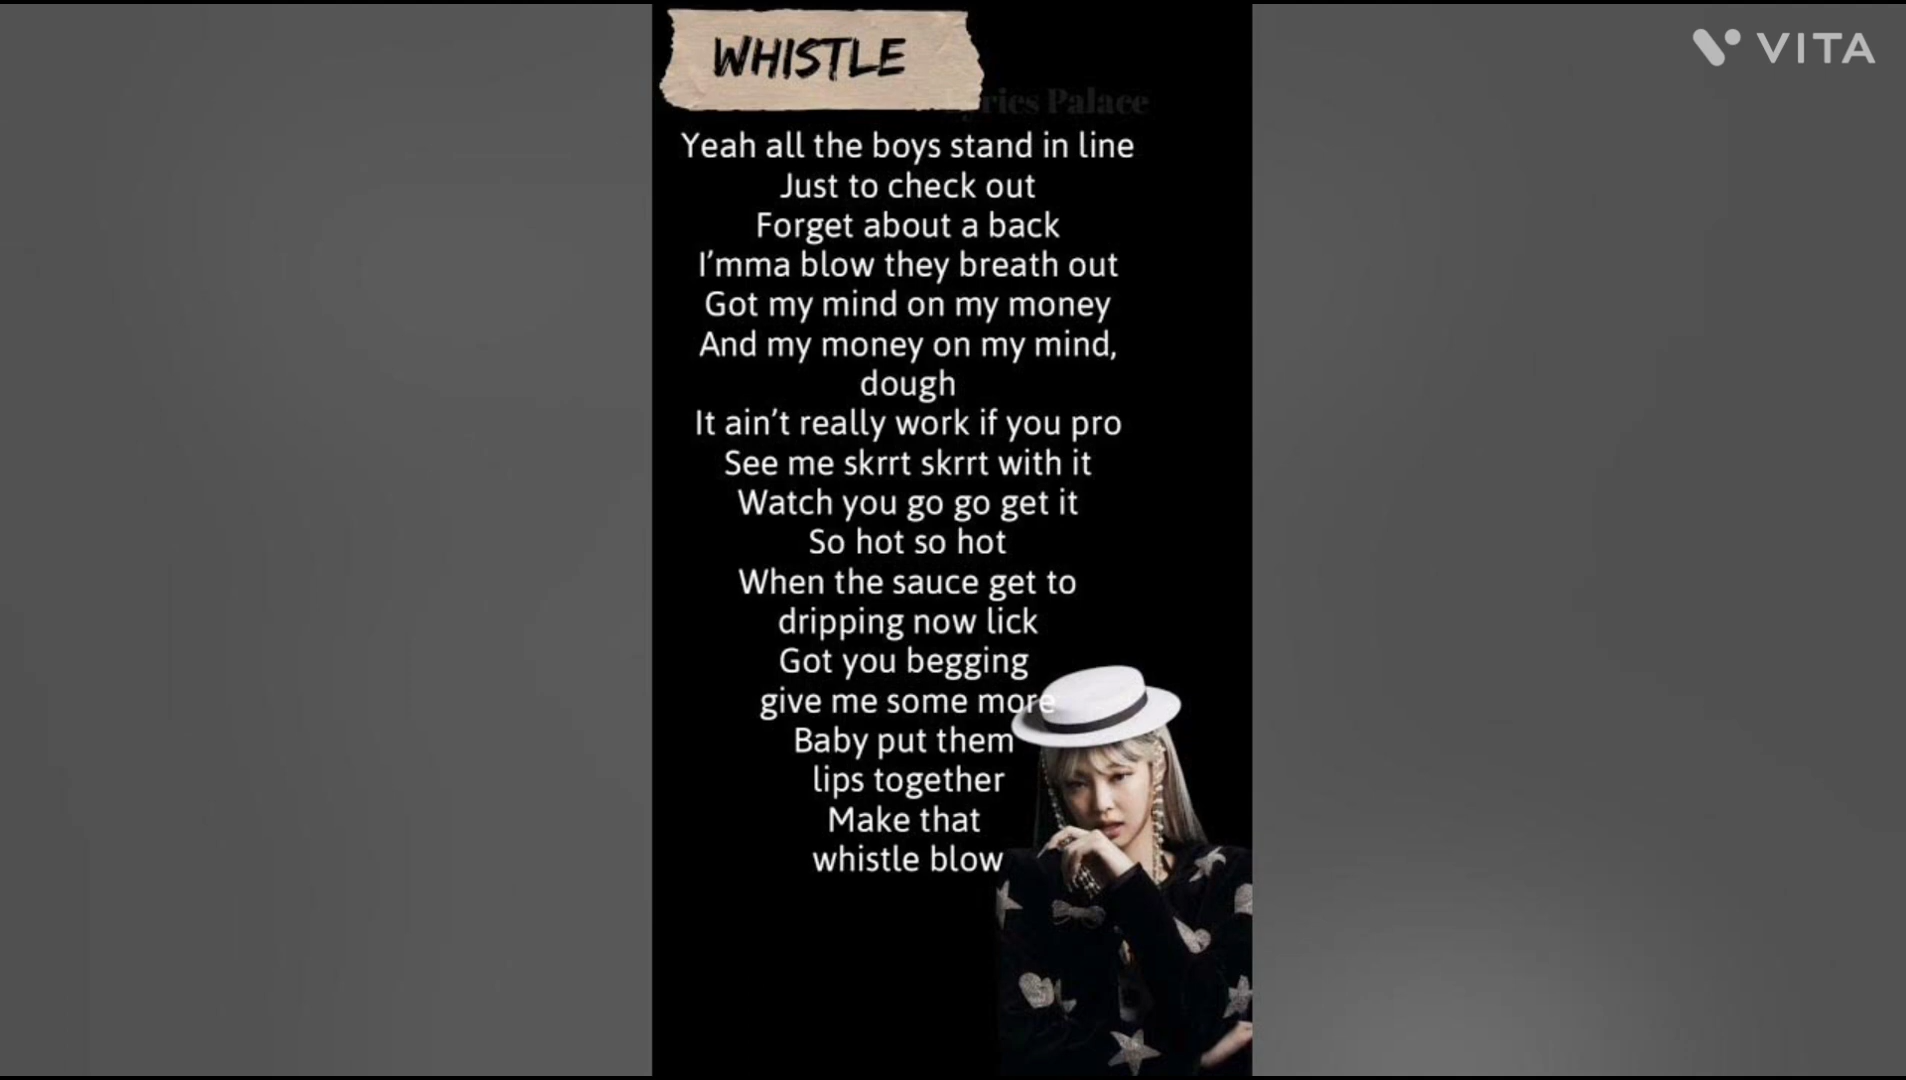 WHISTLE
VITA
Lyrics Palace
Yeah all the boys stand in line
Just to check out
Forget about a back
I'mma blow they breath out
Got my mind on my money
And my money on my mind,
dough
It ain't really work if you pro
See me skrrt skrrt with it
Watch you go go get it
So hot so hot
When the sauce get to
dripping now lick
Got you begging
give me some more
Baby put them
lips together
Make that
whistle blow